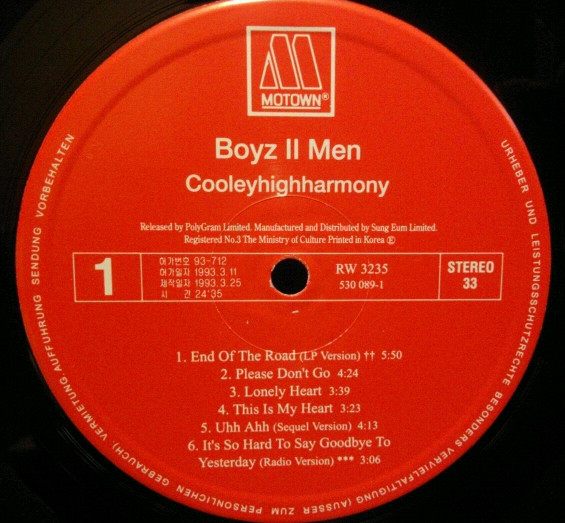 MOTOWN®
Boyz II Men
Cooleyhighharmony
Released by PolyGram Limited. Manufactured and Distributed by Sung Eum Limited.
Registered No.3 The Ministry of Culture Printed in Korea Ⓔ
1
허가번호 93-712
허가일자 1993.3.11
제작일자 1993.3.25
시 간 24'35
RW 3235
530 089-1
STEREO
33
1. End Of The Road (LP Version) †† 5:50
2. Please Don't Go 4:24
3. Lonely Heart 3:39
4. This Is My Heart 3:23
5. Uhh Ahh (Sequel Version) 4:13
6. It's So Hard To Say Goodbye To
Yesterday (Radio Version) *** 3:06
URHEBER UND LEISTUNGSSCHUTZRECHTE BESONDERS VERVIELFALTIGUNG (AUSSER ZUM PERSONLICHEN GEBRAUCH), VERMIETUNG, AUFFUHRUNG SENDUNG VORBEHALTEN